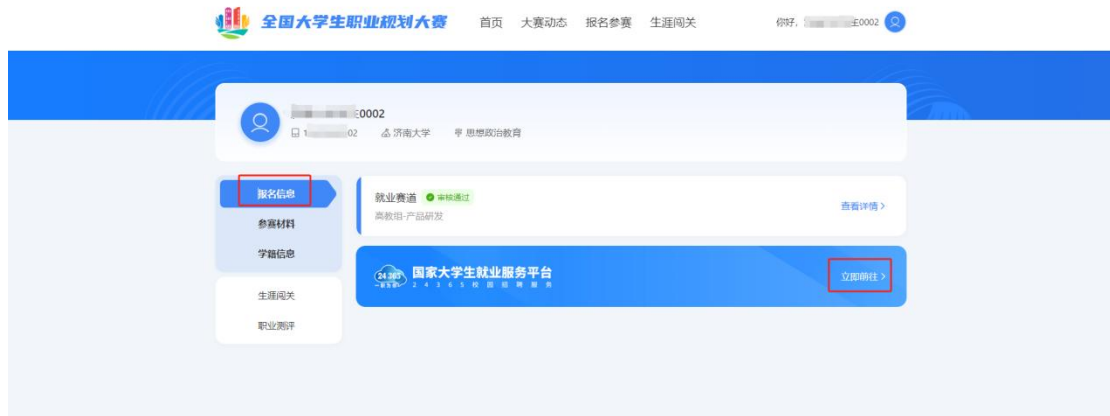 全国大学生职业规划大赛 首页 大赛动态 报名参赛 生涯闯关 你好, 0002
0002
1 02 济南大学 思想政治教育
报名信息
参赛材料
学籍信息
生涯闯关
职业测评
就业赛道 审核通过
高教组-产品研发
查看详情 >
24365 国家大学生就业服务平台
24365校园招聘服务
立即前往 >